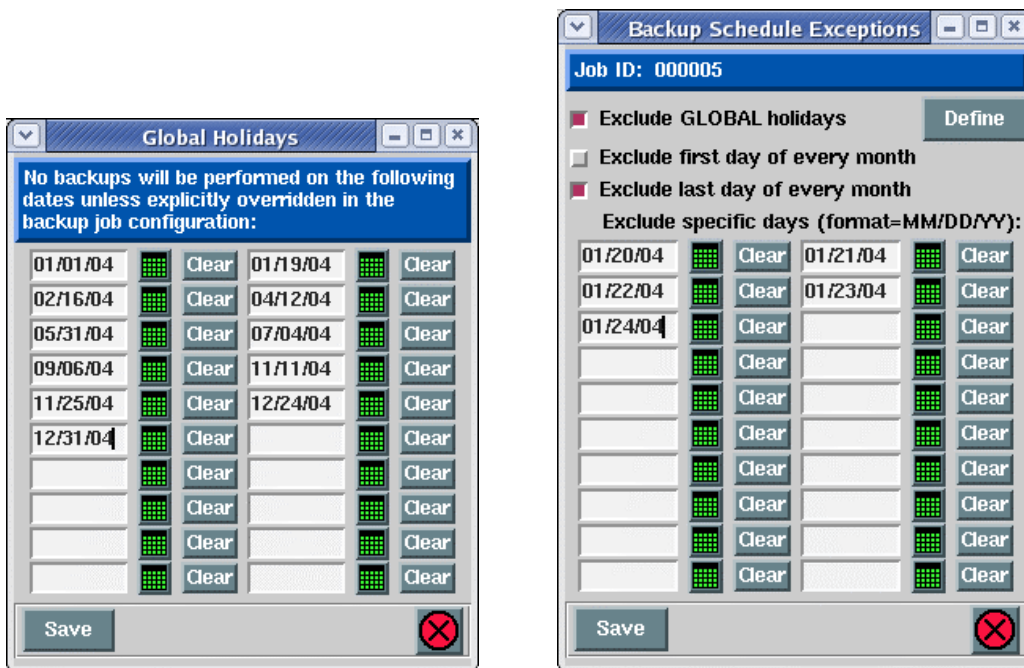 Global Holidays
No backups will be performed on the following
dates unless explicitly overridden in the
backup job configuration:
01/01/04 Clear 01/19/04 Clear
02/16/04 Clear 04/12/04 Clear
05/31/04 Clear 07/04/04 Clear
09/06/04 Clear 11/11/04 Clear
11/25/04 Clear 12/24/04 Clear
12/31/04 Clear Clear
Clear Clear
Clear Clear
Clear Clear
Clear Clear
Save
Backup Schedule Exceptions
Job ID: 000005
Exclude GLOBAL holidays Define
Exclude first day of every month
Exclude last day of every month
Exclude specific days (format=MM/DD/YY):
01/20/04 Clear 01/21/04 Clear
01/22/04 Clear 01/23/04 Clear
01/24/04 Clear Clear
Clear Clear
Clear Clear
Clear Clear
Clear Clear
Clear Clear
Clear Clear
Clear Clear
Save